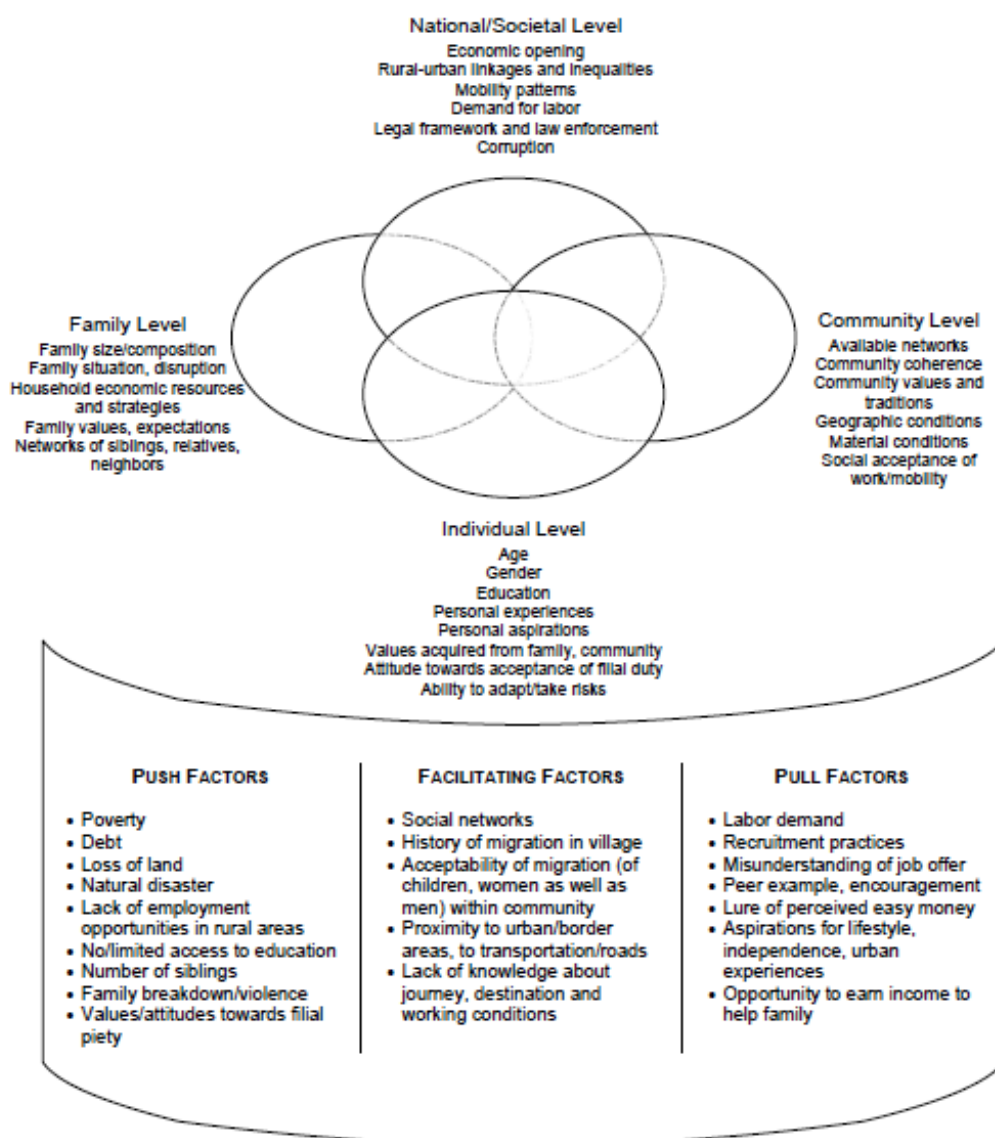 National/Societal Level
Economic opening
Rural-urban linkages and inequalities
Mobility patterns
Demand for labor
Legal framework and law enforcement
Corruption
Family Level
Family size/composition
Family situation, disruption
Household economic resources
and strategies
Family values, expectations
Networks of siblings, relatives,
neighbors
Community Level
Available networks
Community coherence
Community values and
traditions
Geographic conditions
Material conditions
Social acceptance of
work/mobility
Individual Level
Age
Gender
Education
Personal experiences
Personal aspirations
Values acquired from family, community
Attitude towards acceptance of filial duty
Ability to adapt/take risks
PUSH FACTORS
• Poverty
• Debt
• Loss of land
• Natural disaster
• Lack of employment
opportunities in rural areas
• No/limited access to education
• Number of siblings
• Family breakdown/violence
• Values/attitudes towards filial
piety
FACILITATING FACTORS
• Social networks
• History of migration in village
• Acceptability of migration (of
children, women as well as
men) within community
• Proximity to urban/border
areas, to transportation/roads
• Lack of knowledge about
journey, destination and
working conditions
PULL FACTORS
• Labor demand
• Recruitment practices
• Misunderstanding of job offer
• Peer example, encouragement
• Lure of perceived easy money
• Aspirations for lifestyle,
independence, urban
experiences
• Opportunity to earn income to
help family